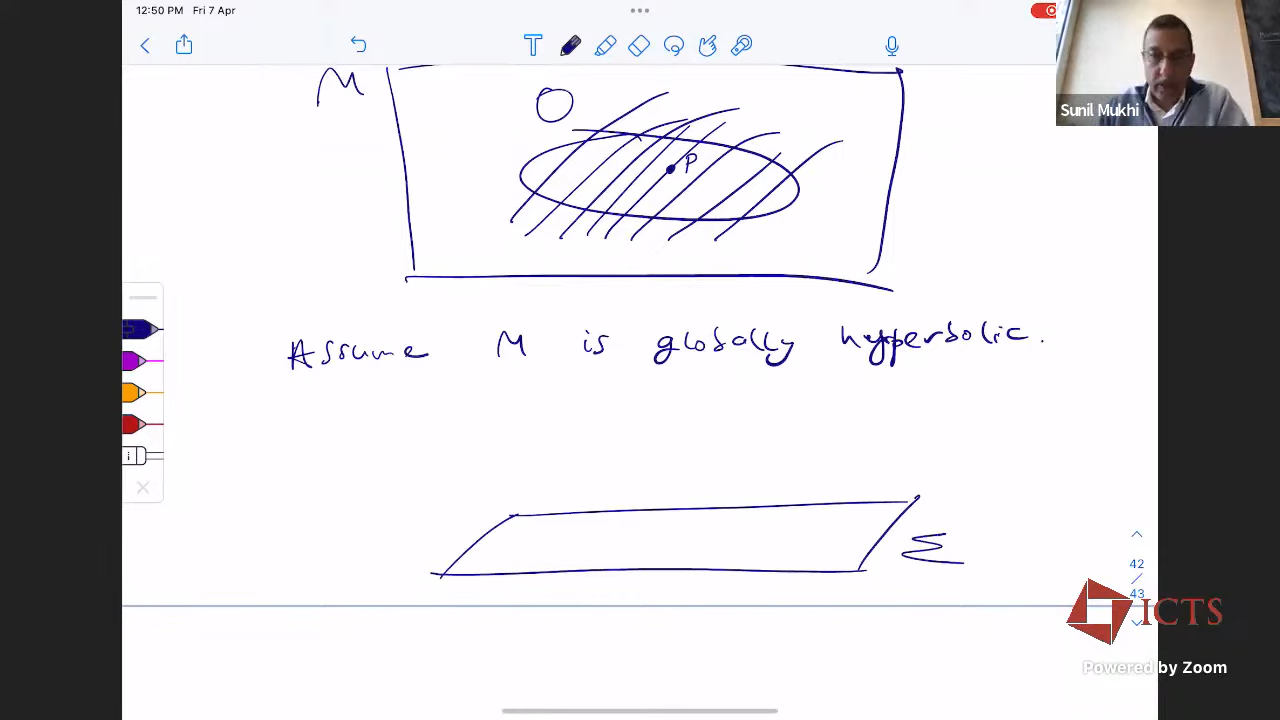 12:50 PM Fri 7 Apr
Sunil Mukhi
M
O
P
Assume M is globally hyperbolic.
Σ
42
/
43
ICTS
Powered by Zoom